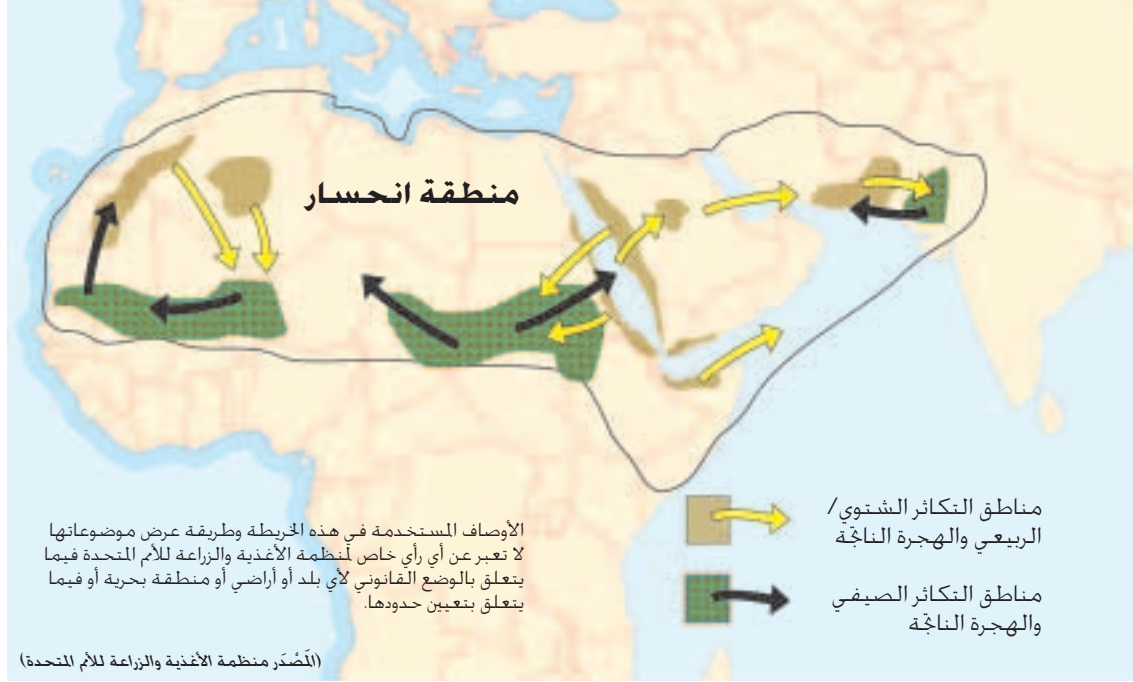 منطقة انحسار
مناطق التكاثر الشتوي/
الربيعي والهجرة الناتجة
مناطق التكاثر الصيفي
والهجرة الناتجة
الأوصاف المستخدمة في هذه الخريطة وطريقة عرض موضوعاتها
لا تعبر عن أي رأي خاص لمنظمة الأغذية والزراعة للأمم المتحدة فيما
يتعلق بالوضع القانوني لأي بلد أو أراضي أو منطقة بحرية أو فيما
يتعلق بتعيين حدودها.
(المَصْدَر منظمة الأغذية والزراعة للأمم المتحدة)